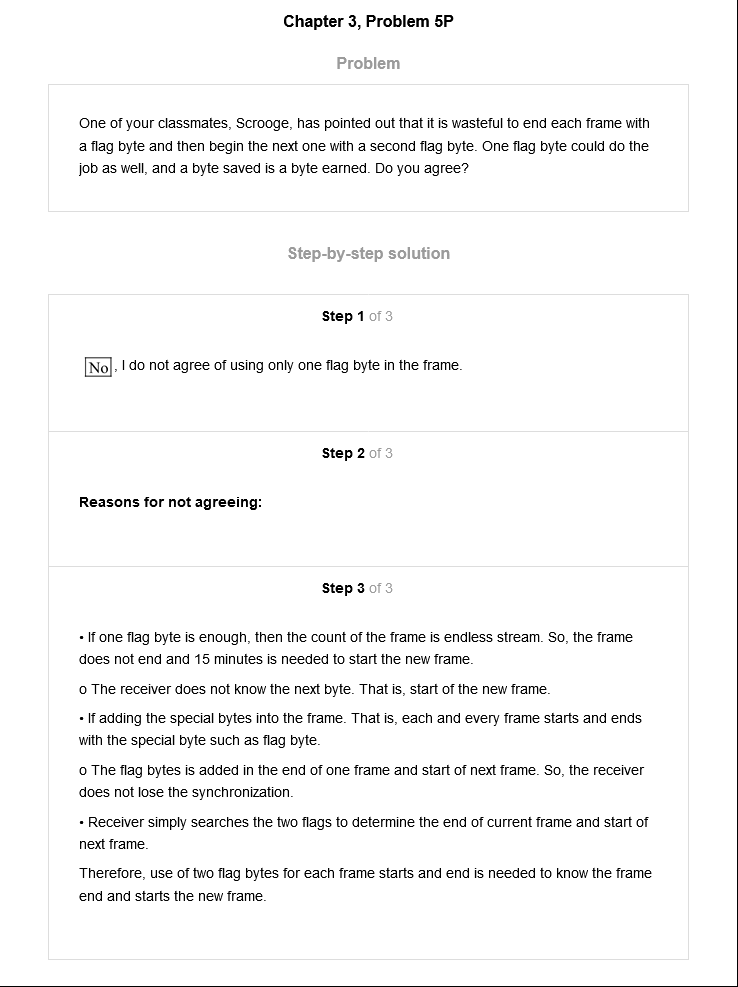 Chapter 3, Problem 5P
Problem
One of your classmates, Scrooge, has pointed out that it is wasteful to end each frame with
a flag byte and then begin the next one with a second flag byte. One flag byte could do the
job as well, and a byte saved is a byte earned. Do you agree?
Step-by-step solution
Step 1 of 3
No, I do not agree of using only one flag byte in the frame.
Step 2 of 3
Reasons for not agreeing:
Step 3 of 3
• If one flag byte is enough, then the count of the frame is endless stream. So, the frame
does not end and 15 minutes is needed to start the new frame.
o The receiver does not know the next byte. That is, start of the new frame.
• If adding the special bytes into the frame. That is, each and every frame starts and ends
with the special byte such as flag byte.
o The flag bytes is added in the end of one frame and start of next frame. So, the receiver
does not lose the synchronization.
• Receiver simply searches the two flags to determine the end of current frame and start of
next frame.
Therefore, use of two flag bytes for each frame starts and end is needed to know the frame
end and starts the new frame.